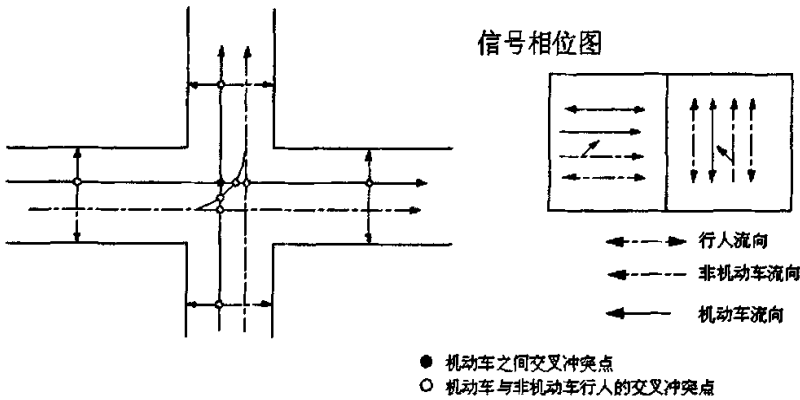 信号相位图
行人流向
非机动车流向
机动车流向
机动车之间交叉冲突点
机动车与非机动车行人的交叉冲突点